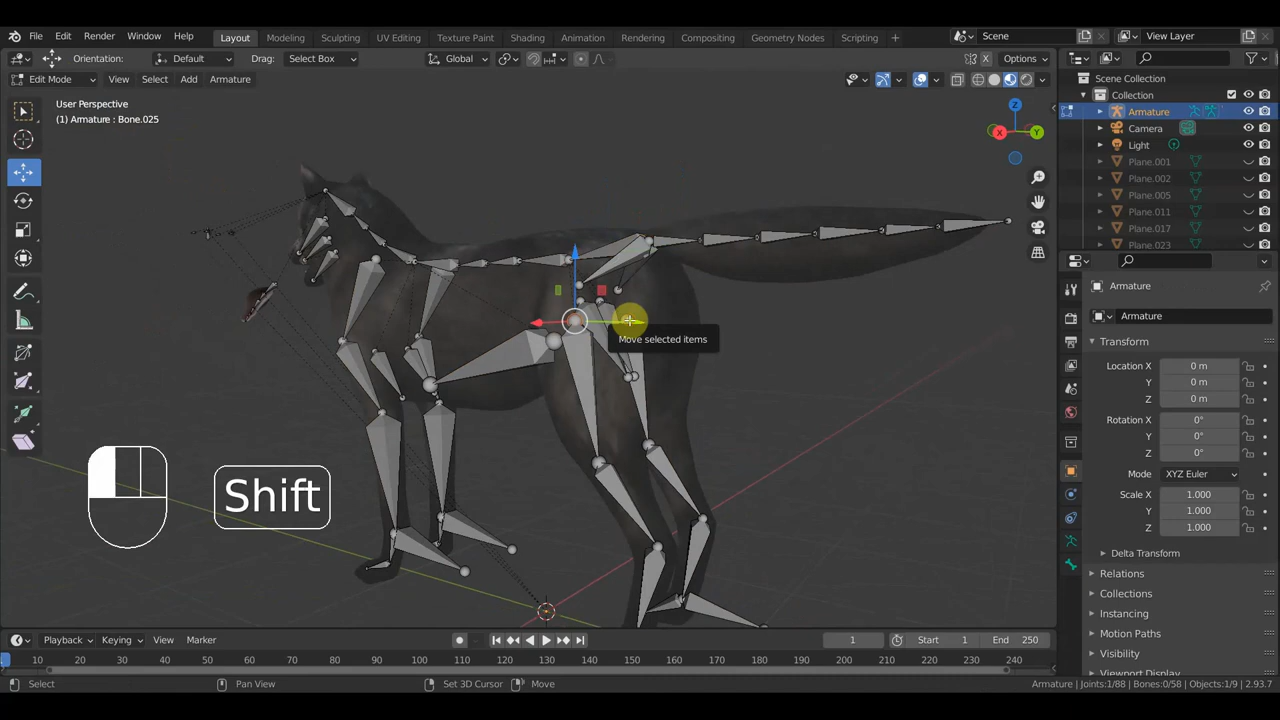 File Edit Render Window Help Layout Modeling Sculpting UV Editing Texture Paint Shading Animation Rendering Compositing Geometry Nodes Scripting + Scene View Layer
Orientation: Default Drag: Select Box Global Options
Edit Mode View Select Add Armature
User Perspective
(1) Armature : Bone.025
Scene Collection
Collection
Armature
Camera
Light
Plane.001
Plane.002
Plane.005
Plane.011
Plane.017
Plane.023
Z
X
Y
Move selected items
Shift
Armature
Armature
Transform
Location X 0 m
Y 0 m
Z 0 m
Rotation X 0°
Y 0°
Z 0°
Mode XYZ Euler
Scale X 1.000
Y 1.000
Z 1.000
Delta Transform
Relations
Collections
Instancing
Motion Paths
Visibility
Viewport Display
Playback Keying View Marker 1 Start 1 End 250
10 20 30 40 50 60 70 80 90 100 110 120 130 140 150 160 170 180 190 200 210 220 230 240
Select Pan View Set 3D Cursor Move Armature | Joints:1/88 | Bones:0/58 | Objects:1/9 | 2.93.7